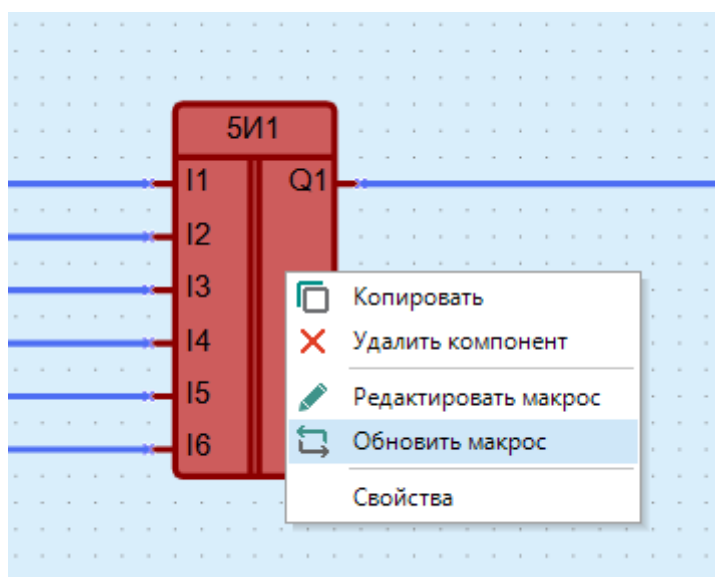 5И1
I1 Q1
I2
I3
I4
I5
I6
Копировать
Удалить компонент
Редактировать макрос
Обновить макрос
Свойства